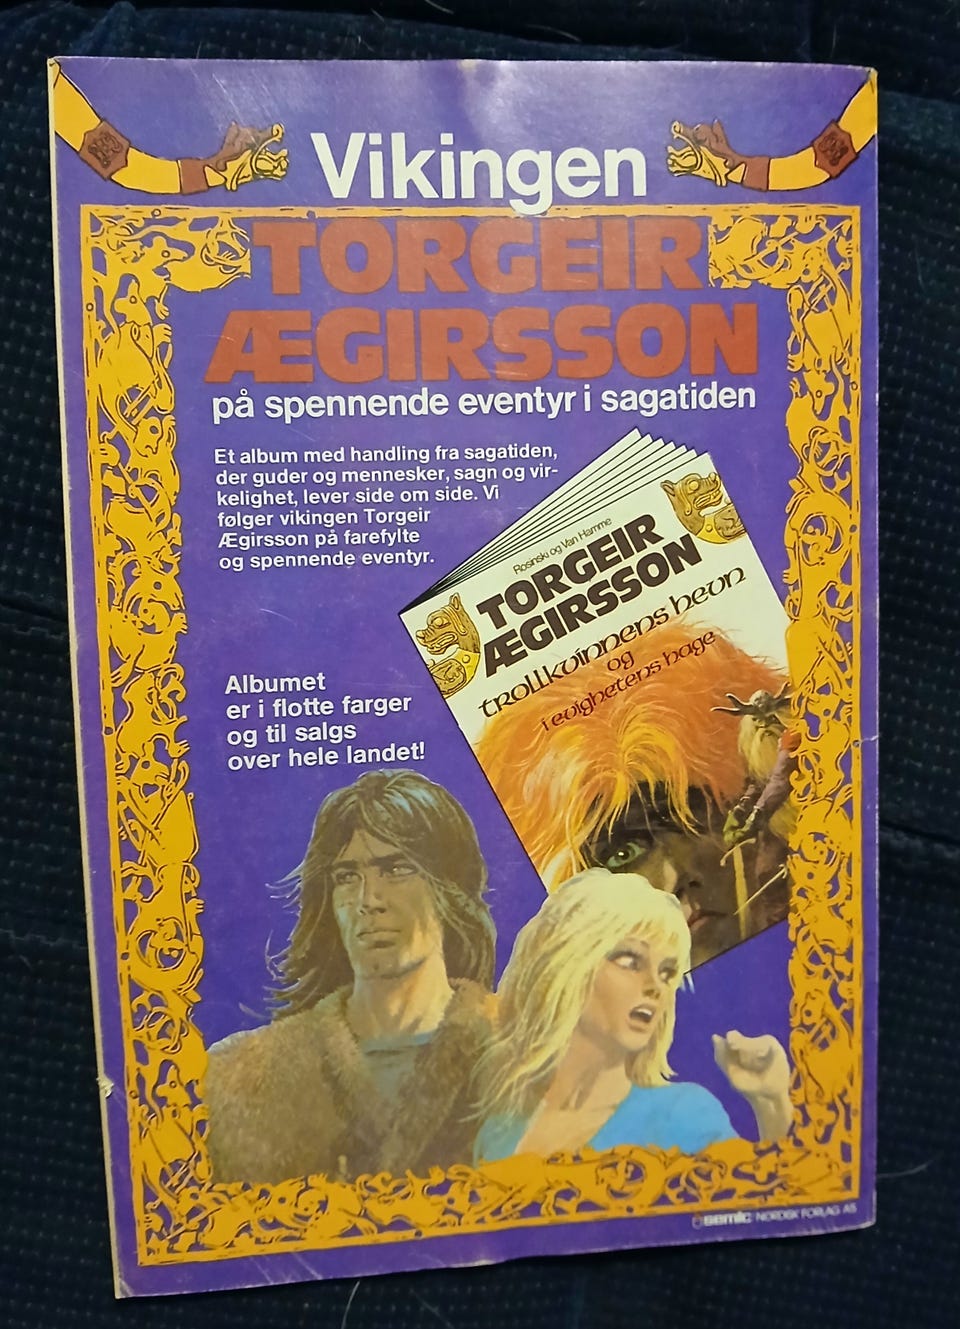 Vikingen
TORGEIR
ÆGIRSSON
på spennende eventyr i sagatiden
Et album med handling fra sagatiden,
der guder og mennesker, sagn og vir-
kelighet, lever side om side. Vi
følger vikingen Torgeir
Ægirsson på farefylte
og spennende eventyr.
Rosinski og Van Hamme
TORGEIR
ÆGIRSSON
trollkvinnens hevn
og
i evighetens hage
Albumet
er i flotte farger
og til salgs
over hele landet!
semic NORDISK FORLAG AS